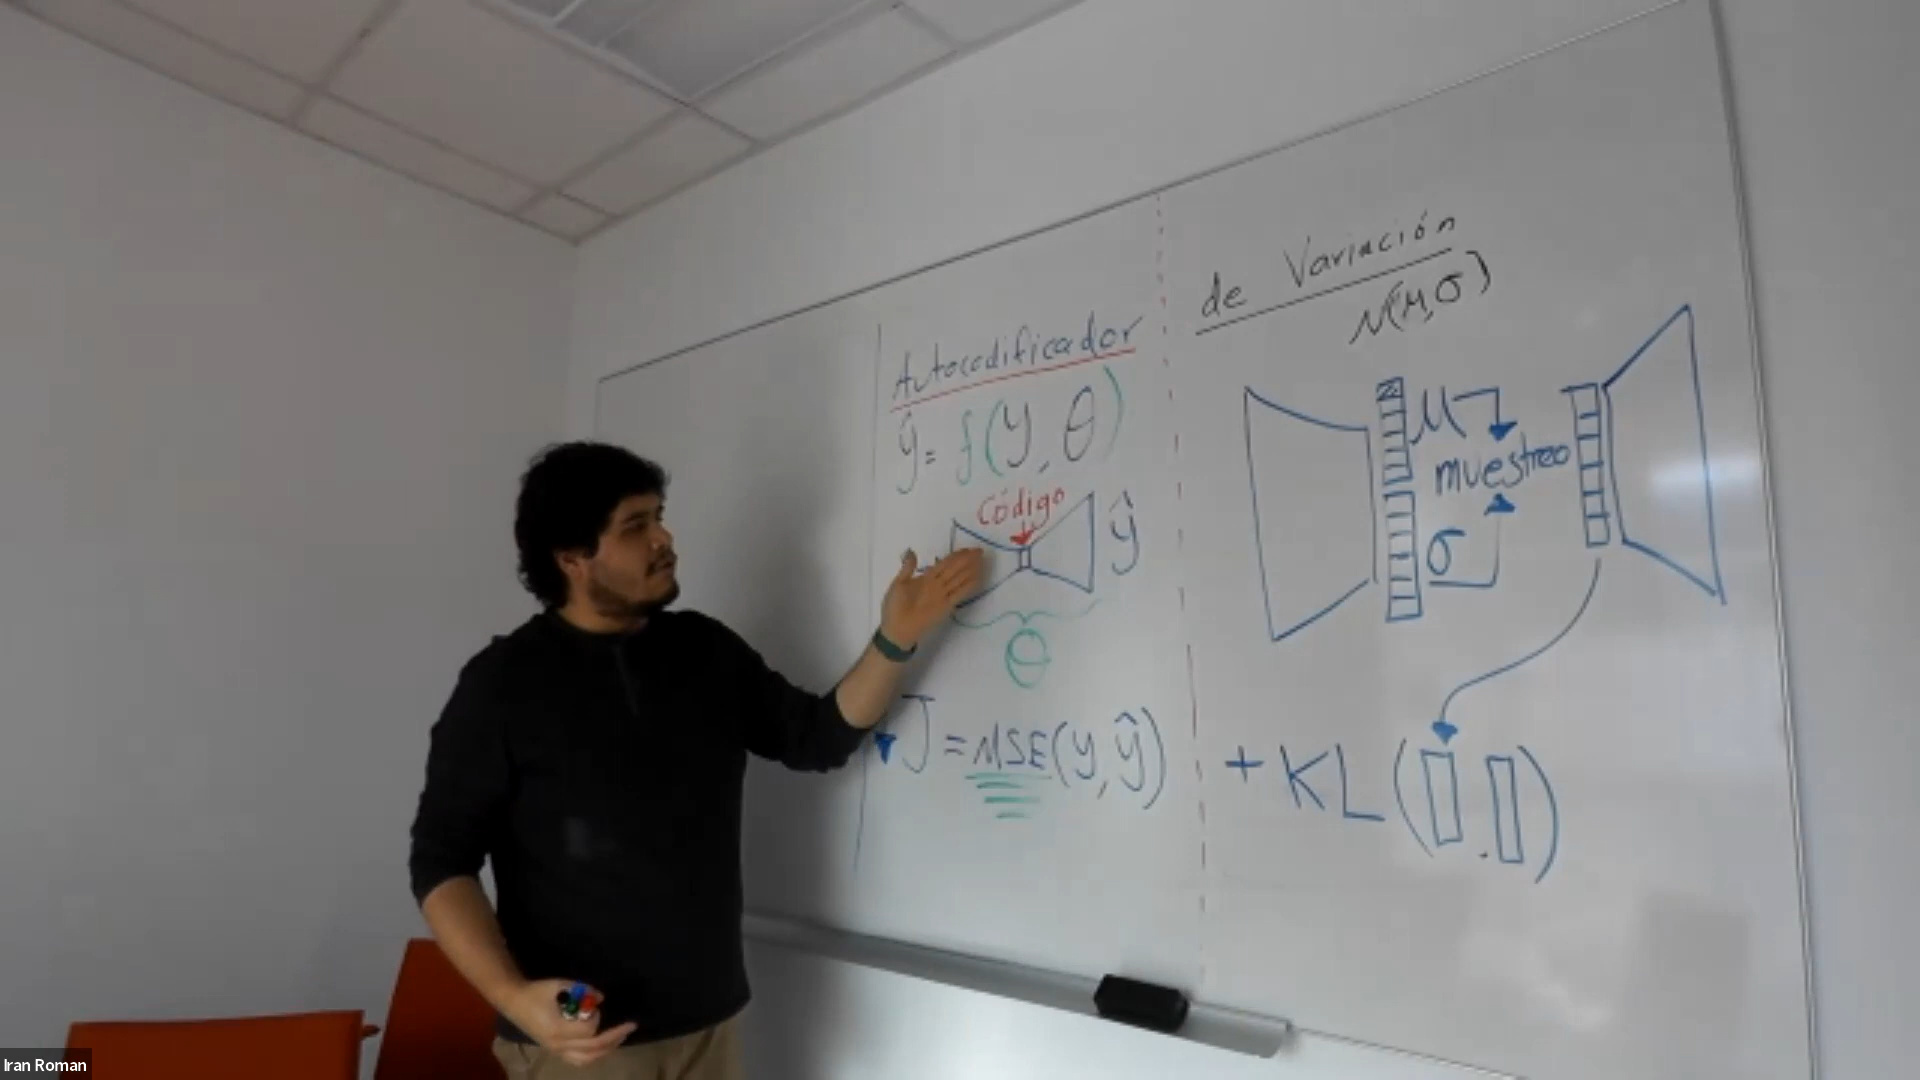 Autocodificador
ŷ = f(y, θ)
Código
ŷ
θ
J = MSE(y, ŷ)
de Variación
N(μ, σ)
μ
muestreo
σ
+ KL( , )
Iran Roman